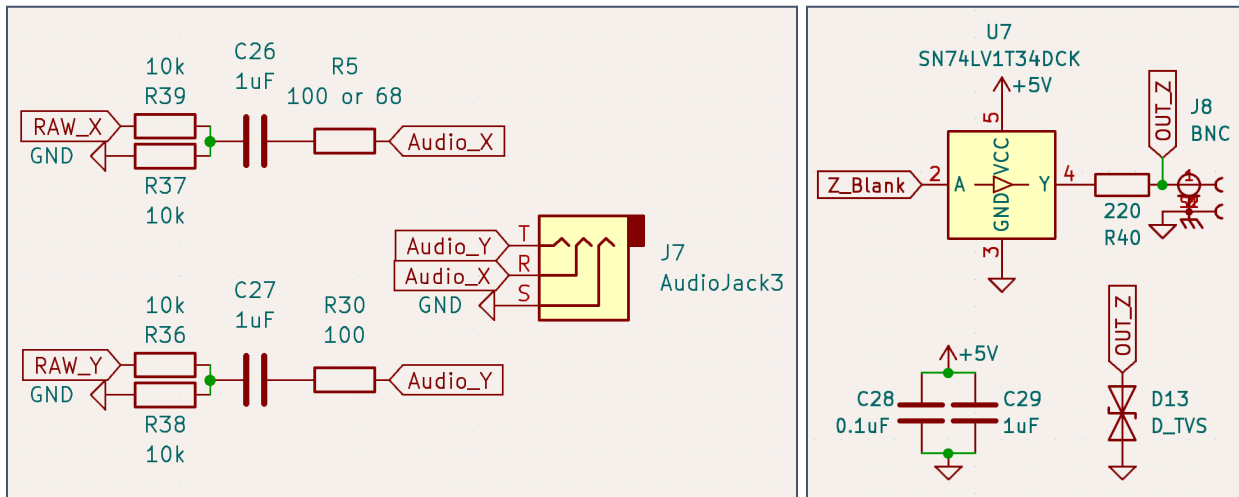 C26
1uF
R5
100 or 68
10k
R39
RAW_X
GND
R37
10k
Audio_X
Audio_Y
Audio_X
GND
T
R
S
J7
AudioJack3
C27
1uF
R30
100
10k
R36
RAW_Y
GND
R38
10k
Audio_Y
U7
SN74LV1T34DCK
+5V
5
VCC
Z_Blank
2
A
Y
4
GND
3
220
R40
OUT_Z
J8
BNC
1
+5V
C28
0.1uF
C29
1uF
OUT_Z
D13
D_TVS